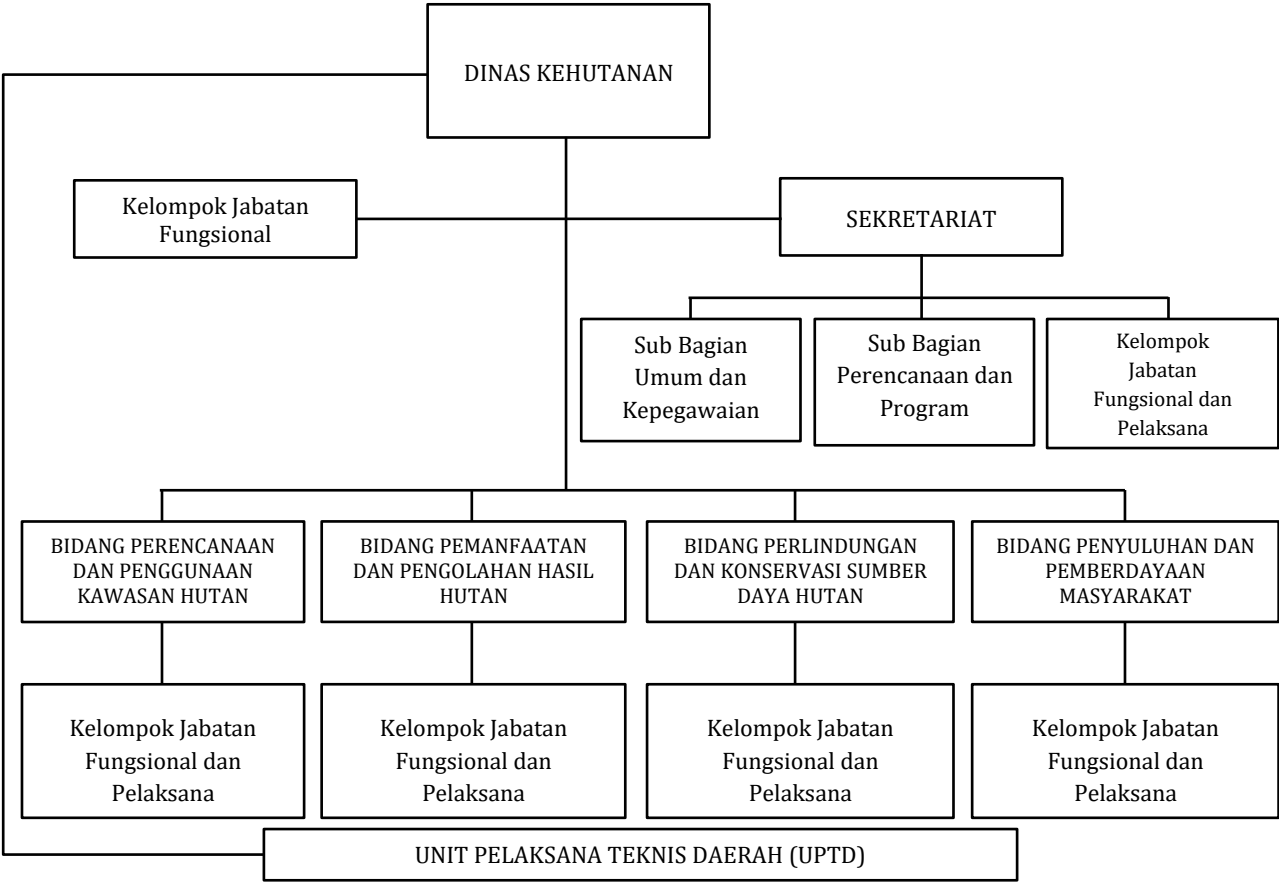 DINAS KEHUTANAN
Kelompok Jabatan
Fungsional
SEKRETARIAT
Sub Bagian
Umum dan
Kepegawaian
Sub Bagian
Perencanaan dan
Program
Kelompok
Jabatan
Fungsional dan
Pelaksana
BIDANG PERENCANAAN
DAN PENGGUNAAN
KAWASAN HUTAN
BIDANG PEMANFAATAN
DAN PENGOLAHAN HASIL
HUTAN
BIDANG PERLINDUNGAN
DAN KONSERVASI SUMBER
DAYA HUTAN
BIDANG PENYULUHAN DAN
PEMBERDAYAAN
MASYARAKAT
Kelompok Jabatan
Fungsional dan
Pelaksana
Kelompok Jabatan
Fungsional dan
Pelaksana
Kelompok Jabatan
Fungsional dan
Pelaksana
Kelompok Jabatan
Fungsional dan
Pelaksana
UNIT PELAKSANA TEKNIS DAERAH (UPTD)